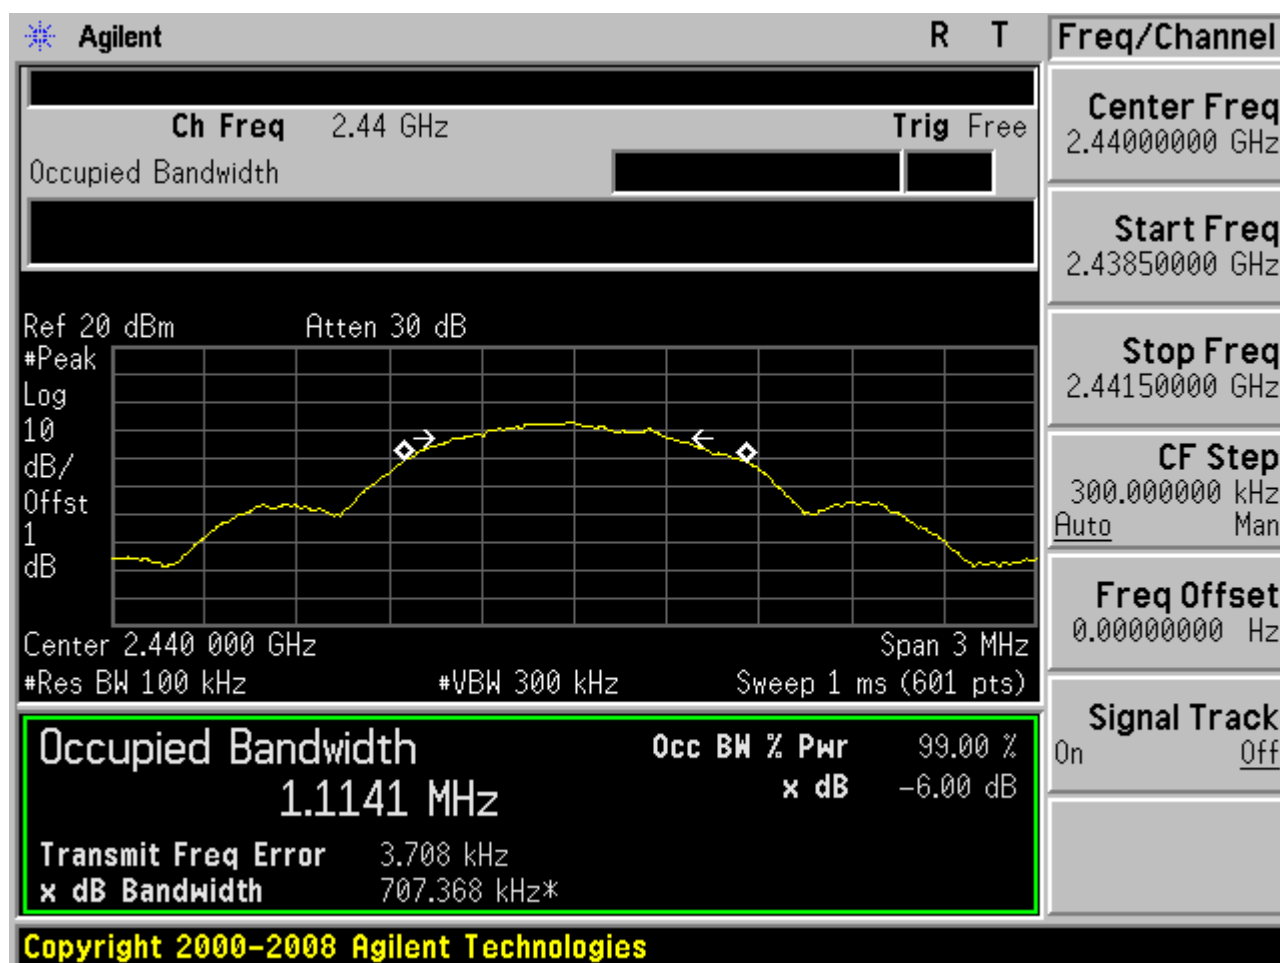 Agilent R T Freq/Channel
Ch Freq 2.44 GHz Trig Free
Occupied Bandwidth
Center Freq
2.44000000 GHz
Start Freq
2.43850000 GHz
Stop Freq
2.44150000 GHz
CF Step
300.000000 kHz
Auto Man
Freq Offset
0.00000000 Hz
Signal Track
On Off
Ref 20 dBm Atten 30 dB
#Peak
Log
10
dB/
Offst
1
dB
Center 2.440 000 GHz Span 3 MHz
#Res BW 100 kHz #VBW 300 kHz Sweep 1 ms (601 pts)
Occupied Bandwidth Occ BW % Pwr 99.00 %
1.1141 MHz x dB -6.00 dB
Transmit Freq Error 3.708 kHz
x dB Bandwidth 707.368 kHz*
Copyright 2000-2008 Agilent Technologies